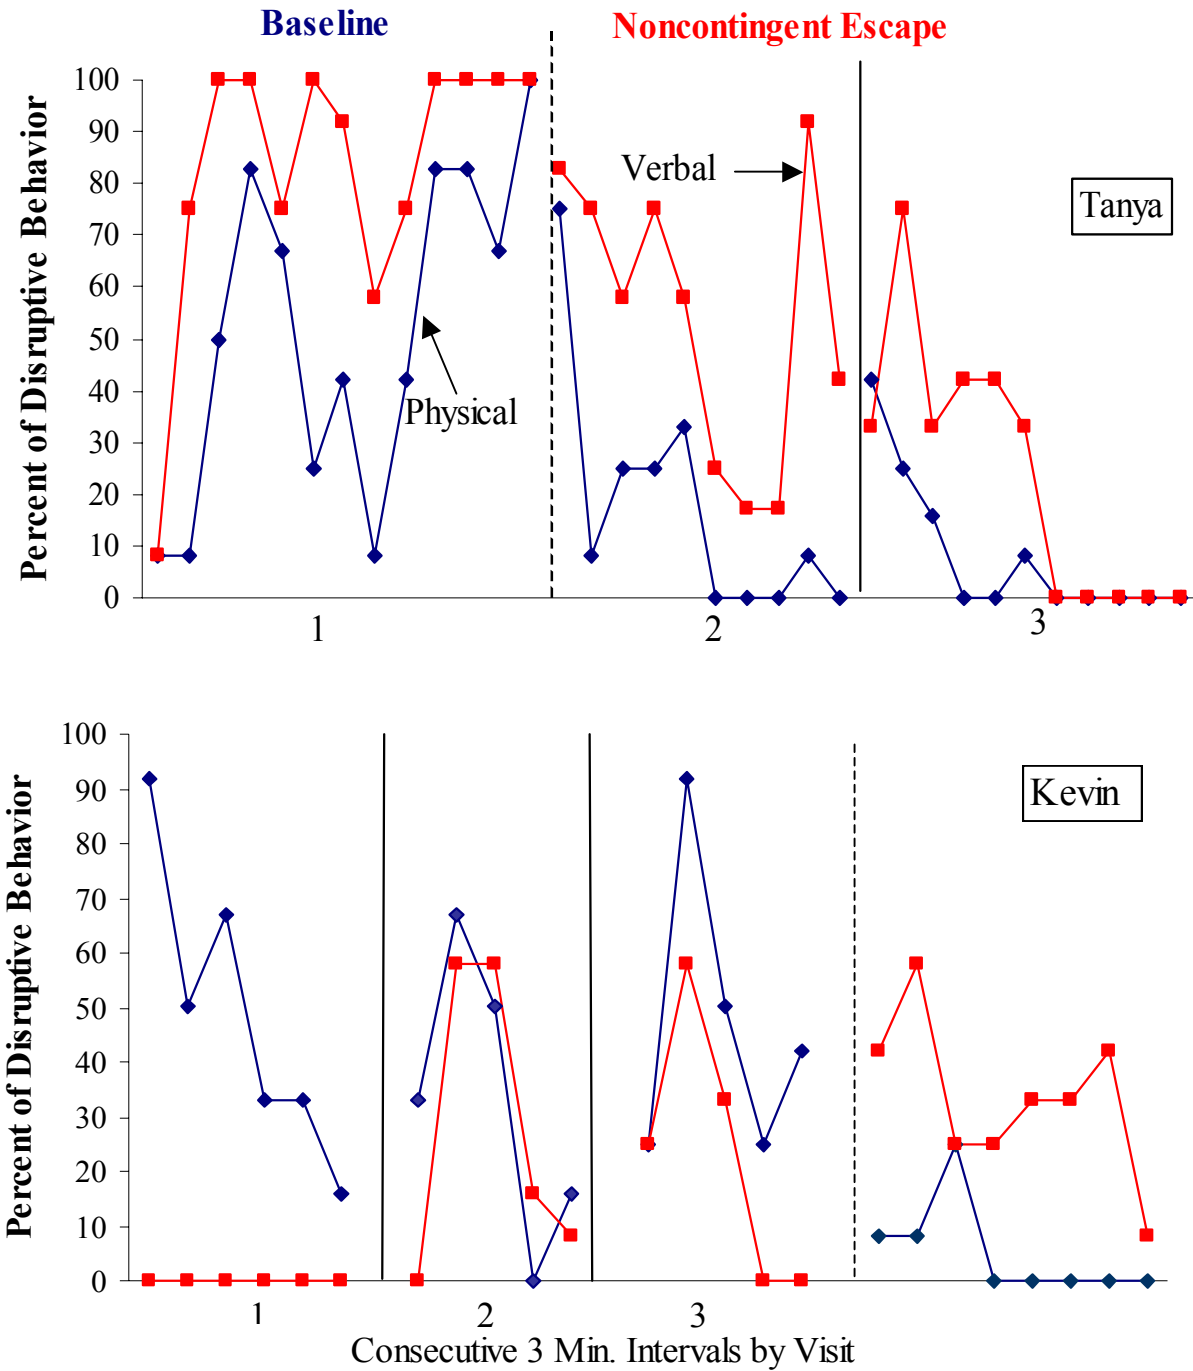 Baseline Noncontingent Escape
Percent of Disruptive Behavior
100
90
80
70
60
50
40
30
20
10
0
Verbal
Physical
Tanya
1 2 3
Percent of Disruptive Behavior
100
90
80
70
60
50
40
30
20
10
0
Kevin
1 2 3
Consecutive 3 Min. Intervals by Visit